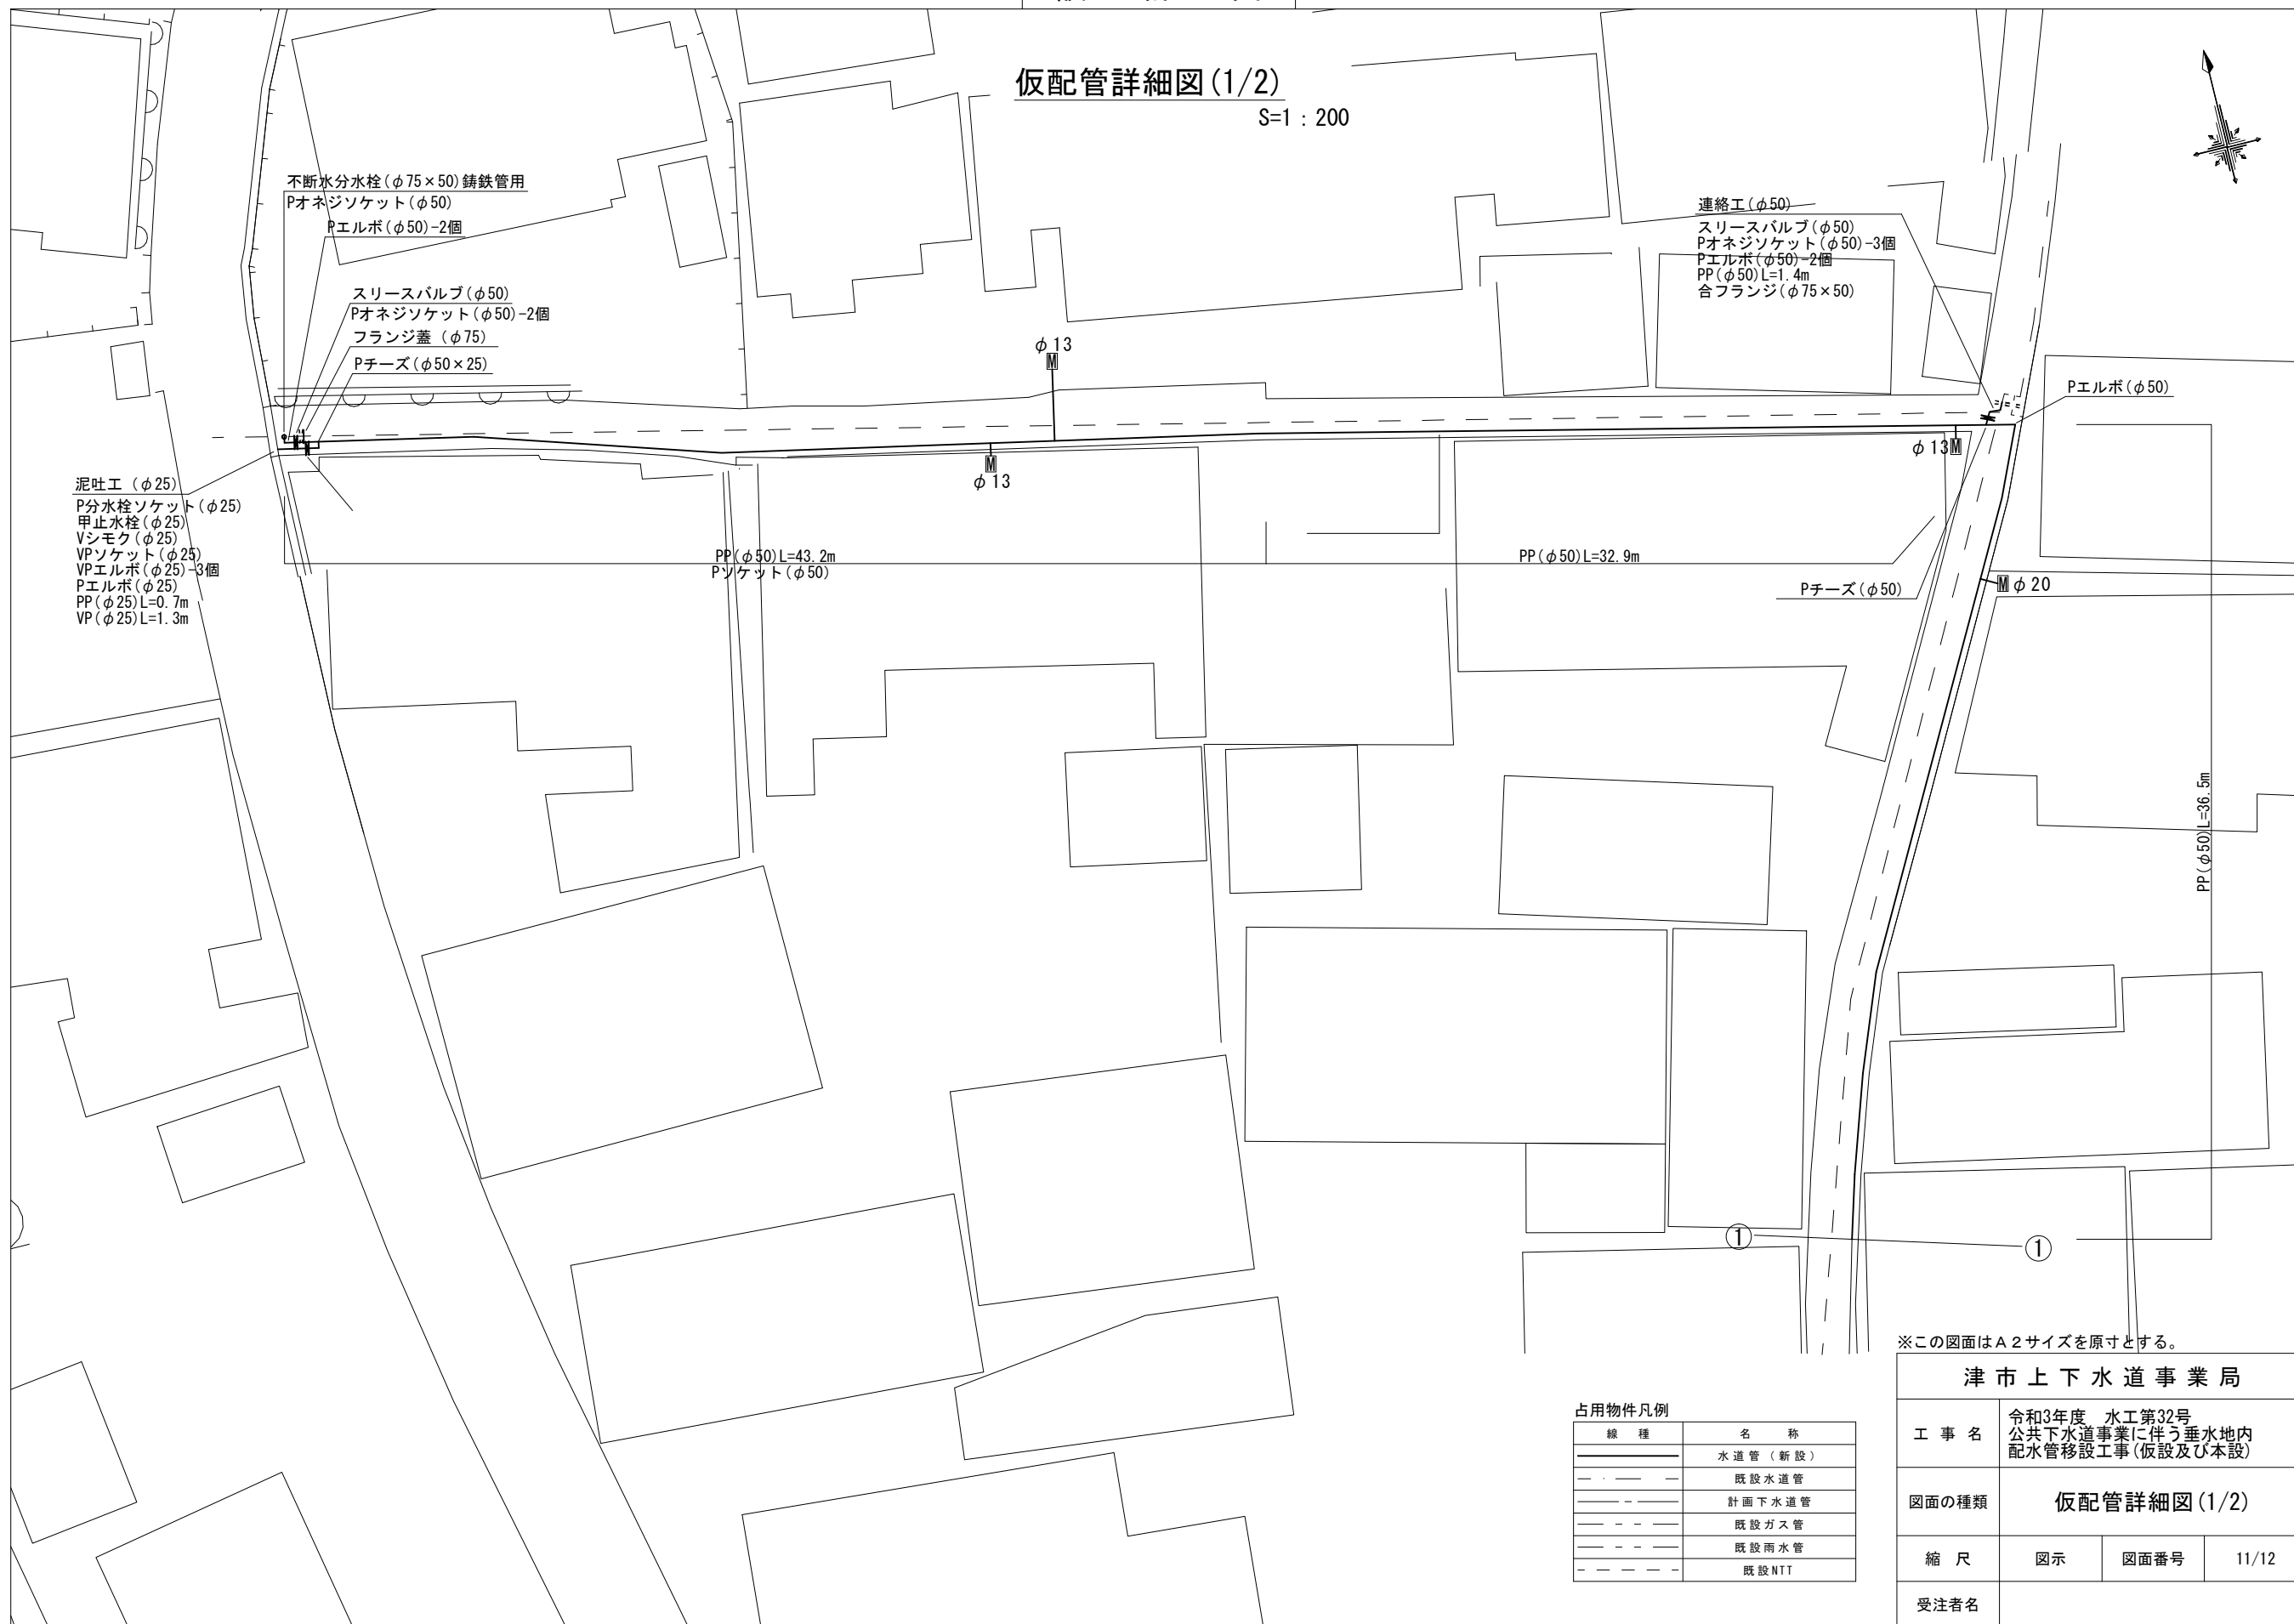 仮配管詳細図(1/2)
S=1：200
不断水分水栓(φ75×50)鋳鉄管用
Pオネジソケット(φ50)
Pエルボ(φ50)-2個
スリースバルブ(φ50)
Pオネジソケット(φ50)-2個
フランジ蓋 (φ75)
Pチーズ(φ50×25)
連絡工(φ50)
スリースバルブ(φ50)
Pオネジソケット(φ50)-3個
Pエルボ(φ50)-2個
PP(φ50)L=1.4m
合フランジ(φ75×50)
φ13
M
Pエルボ(φ50)
M
φ13
φ13M
泥吐工 (φ25)
P分水栓ソケット(φ25)
甲止水栓(φ25)
Vシモク(φ25)
VPソケット(φ25)
VPエルボ(φ25)-3個
Pエルボ(φ25)
PP(φ25)L=0.7m
VP(φ25)L=1.3m
PP(φ50)L=43.2m
Pソケット(φ50)
PP(φ50)L=32.9m
Pチーズ(φ50)
Mφ20
PP(φ50)L=36.5m
①
①
※この図面はA2サイズを原寸とする。
津市上下水道事業局
工事名
令和3年度 水工第32号
公共下水道事業に伴う垂水地内
配水管移設工事(仮設及び本設)
図面の種類
仮配管詳細図(1/2)
縮尺
図示
図面番号
11/12
受注者名
占用物件凡例
線種
名称
水道管（新設）
既設水道管
計画下水道管
既設ガス管
既設雨水管
既設NTT